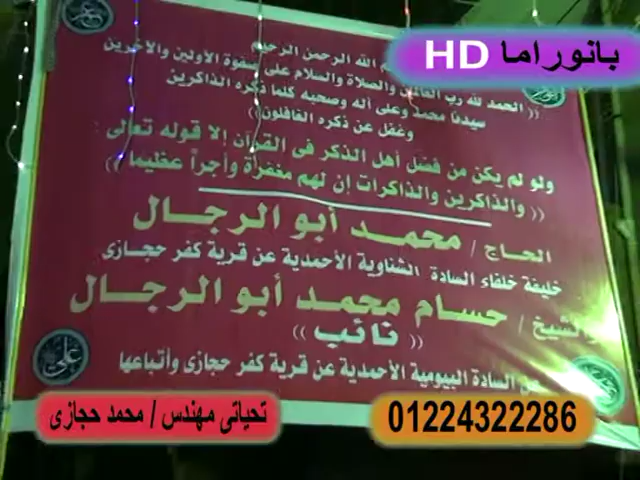 بانوراما HD
بسم الله الرحمن الرحيم
(( الحمد لله رب العالمين والصلاة والسلام على صفوة الاولين والآخرين
سيدنا محمد وعلى آله وصحبه كلما ذكره الذاكرين
وغفل عن ذكره الغافلون ))
ولو لم يكن من فضل أهل الذكر فى القرآن إلا قوله تعالى
(( والذاكرين والذاكرات إن لهم مغفرة وأجراً عظيما ))
الحاج / محمد أبو الرجال
خليفة خلفاء السادة الشناوية الأحمدية عن قرية كفر حجازى
والشيخ / حسام محمد أبو الرجال
(( نائب ))
عن السادة البيومية الأحمدية عن قرية كفر حجازى وأتباعها
على
تحياتى مهندس / محمد حجازى
01224322286